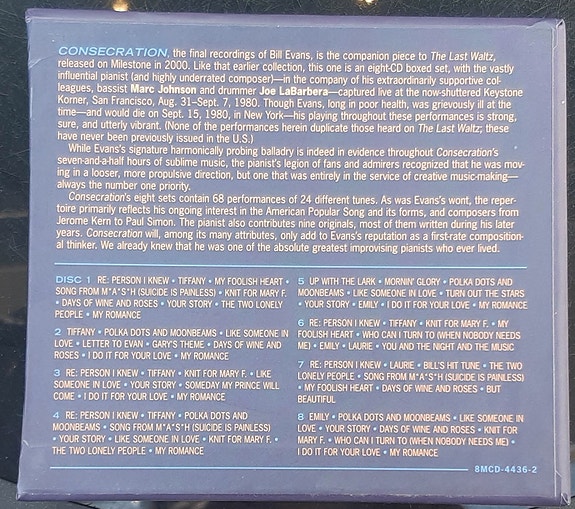 CONSECRATION, the final recordings of Bill Evans, is the companion piece to The Last Waltz,
released on Milestone in 2000. Like that earlier collection, this one is an eight-CD boxed set, with the vastly
influential pianist (and highly underrated composer)—in the company of his extraordinarily supportive col-
leagues, bassist Marc Johnson and drummer Joe LaBarbera—captured live at the now-shuttered Keystone
Korner, San Francisco, Aug. 31–Sept. 7, 1980. Though Evans, long in poor health, was grievously ill at the
time—and would die on Sept. 15, 1980, in New York—his playing throughout these performances is strong,
sure, and utterly vibrant. (None of the performances herein duplicate those heard on The Last Waltz; these
have never been previously issued in the U.S.)
While Evans's signature harmonically probing balladry is indeed in evidence throughout Consecration's
seven-and-a-half hours of sublime music, the pianist's legion of fans and admirers recognized that he was mov-
ing in a looser, more propulsive direction, but one that was entirely in the service of creative music-making—
always the number one priority.
Consecration's eight sets contain 68 performances of 24 different tunes. As was Evans's wont, the reper-
toire primarily reflects his ongoing interest in the American Popular Song and its forms, and composers from
Jerome Kern to Paul Simon. The pianist also contributes nine originals, most of them written during his later
years. Consecration will, among its many attributes, only add to Evans's reputation as a first-rate composition-
al thinker. We already knew that he was one of the absolute greatest improvising pianists who ever lived.
DISC 1 RE: PERSON I KNEW • TIFFANY • MY FOOLISH HEART •
SONG FROM M*A*S*H (SUICIDE IS PAINLESS) • KNIT FOR MARY F.
• DAYS OF WINE AND ROSES • YOUR STORY • THE TWO LONELY
PEOPLE • MY ROMANCE
2 TIFFANY • POLKA DOTS AND MOONBEAMS • LIKE SOMEONE IN
LOVE • LETTER TO EVAN • GARY'S THEME • DAYS OF WINE AND
ROSES • I DO IT FOR YOUR LOVE • MY ROMANCE
3 RE: PERSON I KNEW • TIFFANY • KNIT FOR MARY F. • LIKE
SOMEONE IN LOVE • YOUR STORY • SOMEDAY MY PRINCE WILL
COME • I DO IT FOR YOUR LOVE • MY ROMANCE
4 RE: PERSON I KNEW • TIFFANY • POLKA DOTS AND
MOONBEAMS • SONG FROM M*A*S*H (SUICIDE IS PAINLESS)
• YOUR STORY • LIKE SOMEONE IN LOVE • KNIT FOR MARY F. •
THE TWO LONELY PEOPLE • MY ROMANCE
5 UP WITH THE LARK • MORNIN' GLORY • POLKA DOTS AND
MOONBEAMS • LIKE SOMEONE IN LOVE • TURN OUT THE STARS
• YOUR STORY • EMILY • I DO IT FOR YOUR LOVE • MY ROMANCE
6 RE: PERSON I KNEW • TIFFANY • KNIT FOR MARY F. • MY
FOOLISH HEART • WHO CAN I TURN TO (WHEN NOBODY NEEDS
ME) • EMILY • LAURIE • YOU AND THE NIGHT AND THE MUSIC
7 RE: PERSON I KNEW • LAURIE • BILL'S HIT TUNE • THE TWO
LONELY PEOPLE • SONG FROM M*A*S*H (SUICIDE IS PAINLESS)
• MY FOOLISH HEART • DAYS OF WINE AND ROSES • BUT
BEAUTIFUL
8 EMILY • POLKA DOTS AND MOONBEAMS • LIKE SOMEONE IN
LOVE • YOUR STORY • DAYS OF WINE AND ROSES • KNIT FOR
MARY F. • WHO CAN I TURN TO (WHEN NOBODY NEEDS ME) •
I DO IT FOR YOUR LOVE • MY ROMANCE
8MCD-4436-2